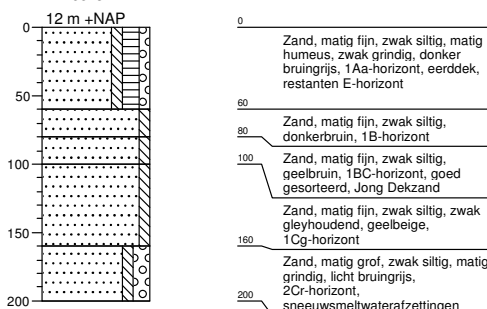 12 m +NAP
0
50
100
150
200
0
Zand, matig fijn, zwak siltig, matig
humeus, zwak grindig, donker
bruingrijs, 1Aa-horizont, eerddek,
restanten E-horizont
60
Zand, matig fijn, zwak siltig,
donkerbruin, 1B-horizont
80
Zand, matig fijn, zwak siltig,
geelbruin, 1BC-horizont, goed
gesorteerd, Jong Dekzand
100
Zand, matig fijn, zwak siltig, zwak
gleyhoudend, geelbeige,
1Cg-horizont
160
Zand, matig grof, zwak siltig, matig
grindig, licht bruingrijs,
2Cr-horizont,
sneeuwsmeltwaterafzettingen
200